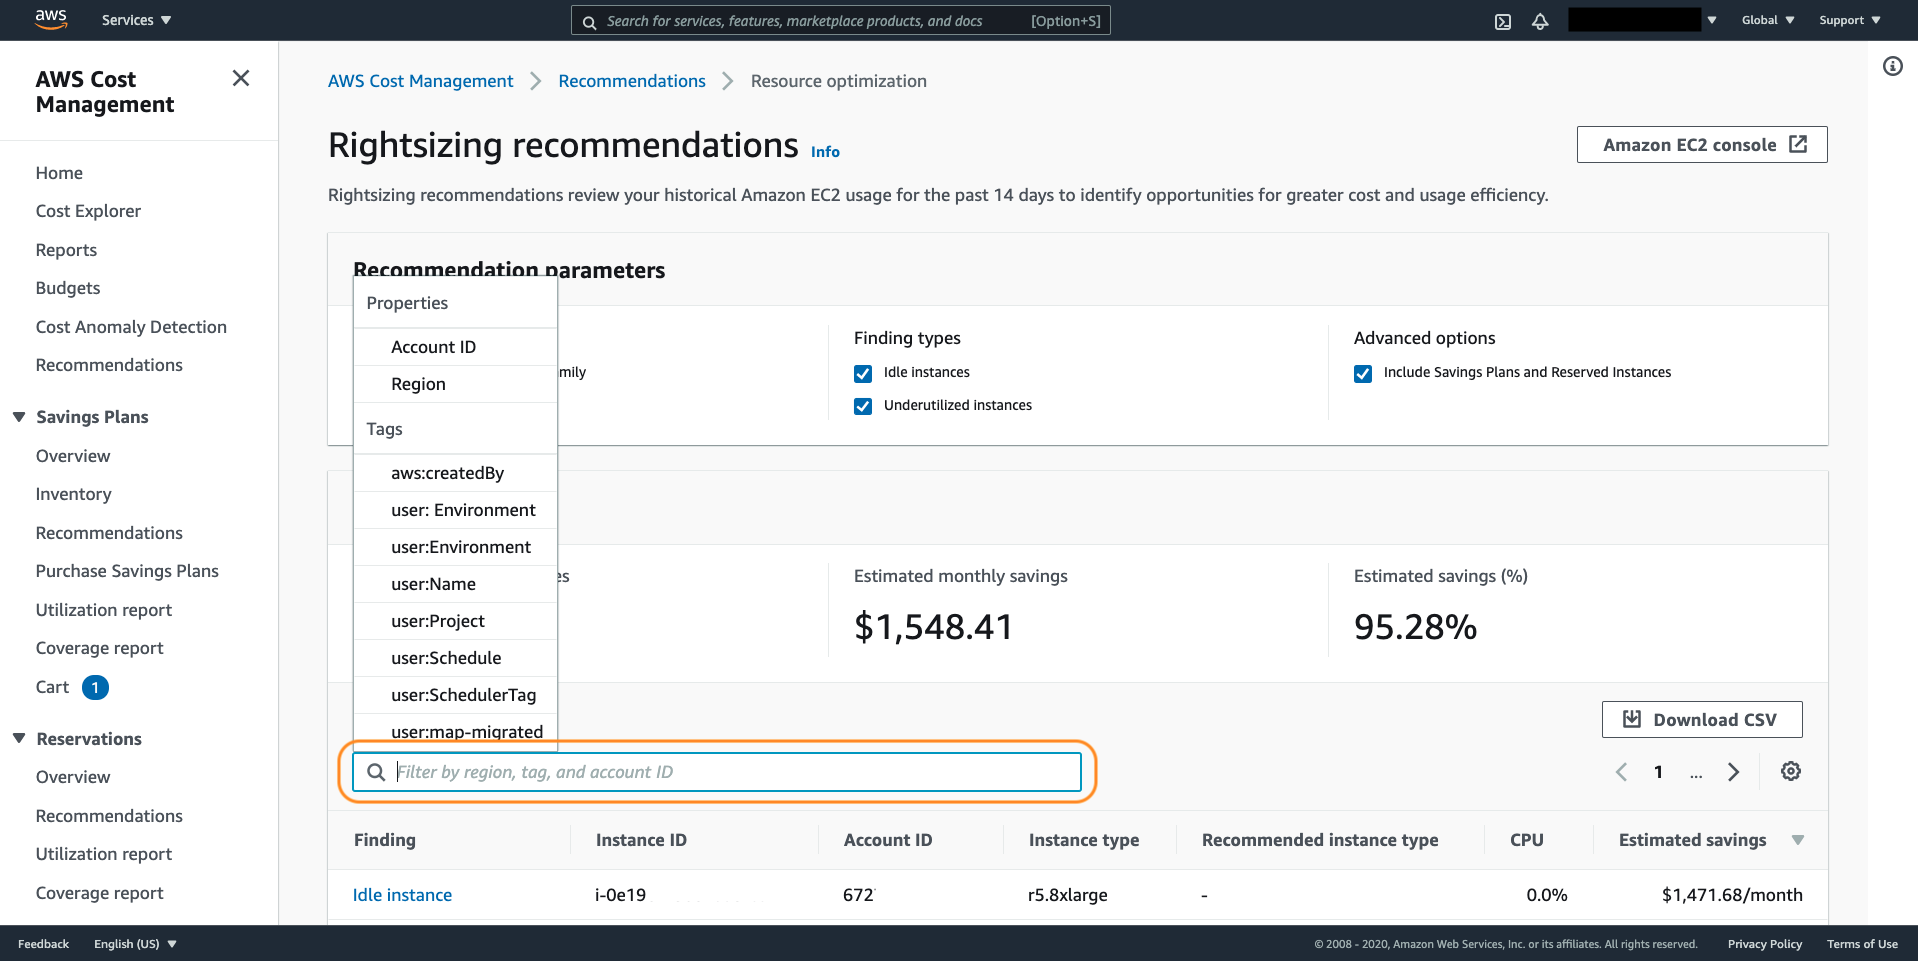 aws
Services
Search for services, features, marketplace products, and docs [Option+S]
Global
Support
AWS Cost
Management
Home
Cost Explorer
Reports
Budgets
Cost Anomaly Detection
Recommendations
Savings Plans
Overview
Inventory
Recommendations
Purchase Savings Plans
Utilization report
Coverage report
Cart 1
Reservations
Overview
Recommendations
Utilization report
Coverage report
AWS Cost Management
Recommendations
Resource optimization
Rightsizing recommendations Info
Amazon EC2 console
Rightsizing recommendations review your historical Amazon EC2 usage for the past 14 days to identify opportunities for greater cost and usage efficiency.
Recommendation parameters
Properties
Account ID
Region
Tags
aws:createdBy
user: Environment
user:Environment
user:Name
user:Project
user:Schedule
user:SchedulerTag
user:map-migrated
mily
Finding types
Idle instances
Underutilized instances
Advanced options
Include Savings Plans and Reserved Instances
es
Estimated monthly savings
$1,548.41
Estimated savings (%)
95.28%
Download CSV
Filter by region, tag, and account ID
1 ...
Finding Instance ID Account ID Instance type Recommended instance type CPU Estimated savings
Idle instance i-0e19 672 r5.8xlarge - 0.0% $1,471.68/month
Feedback
English (US)
© 2008 - 2020, Amazon Web Services, Inc. or its affiliates. All rights reserved.
Privacy Policy
Terms of Use